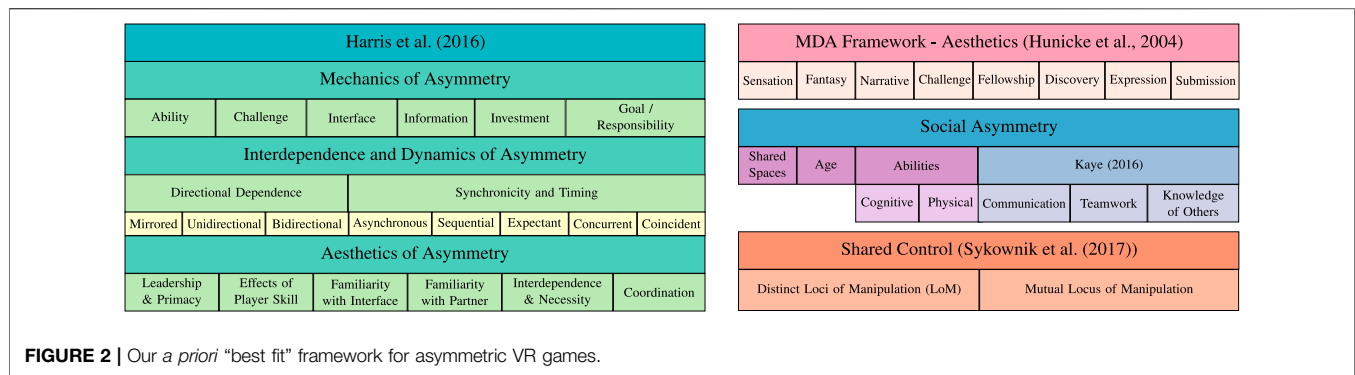 Harris et al. (2016)
Mechanics of Asymmetry
Ability Challenge Interface Information Investment Goal /
Responsibility
Interdependence and Dynamics of Asymmetry
Directional Dependence Synchronicity and Timing
Mirrored Unidirectional Bidirectional Asynchronous Sequential Expectant Concurrent Coincident
Aesthetics of Asymmetry
Leadership Effects of Familiarity Familiarity Interdependence Coordination
& Primacy Player Skill with Interface with Partner & Necessity
MDA Framework - Aesthetics (Hunicke et al., 2004)
Sensation Fantasy Narrative Challenge Fellowship Discovery Expression Submission
Social Asymmetry
Shared Age Abilities Kaye (2016)
Spaces
Cognitive Physical Communication Teamwork Knowledge
of Others
Shared Control (Sykownik et al. (2017))
Distinct Loci of Manipulation (LoM) Mutual Locus of Manipulation
FIGURE 2 | Our a priori “best fit” framework for asymmetric VR games.